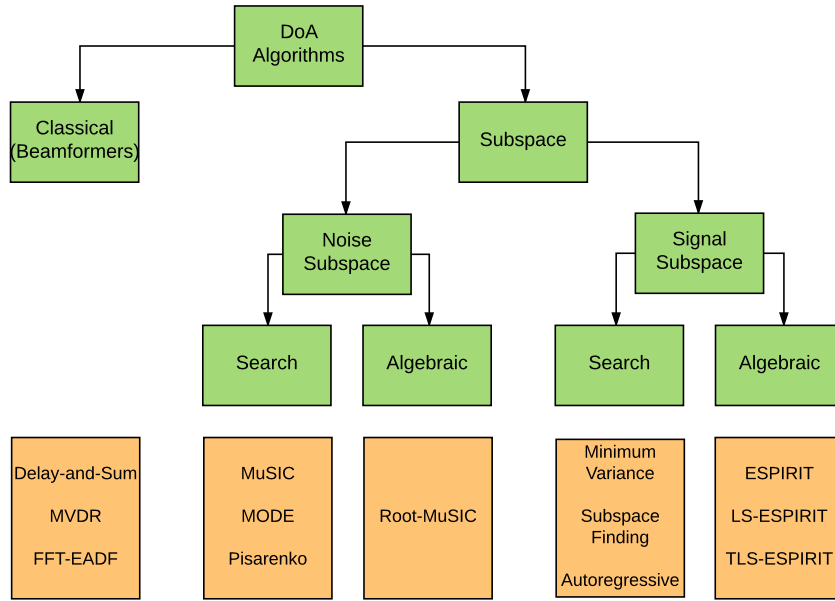 DoA
Algorithms
Classical
(Beamformers)
Subspace
Noise
Subspace
Signal
Subspace
Search
Algebraic
Search
Algebraic
Delay-and-Sum
MVDR
FFT-EADF
MuSIC
MODE
Pisarenko
Root-MuSIC
Minimum
Variance
Subspace
Finding
Autoregressive
ESPIRIT
LS-ESPIRIT
TLS-ESPIRIT